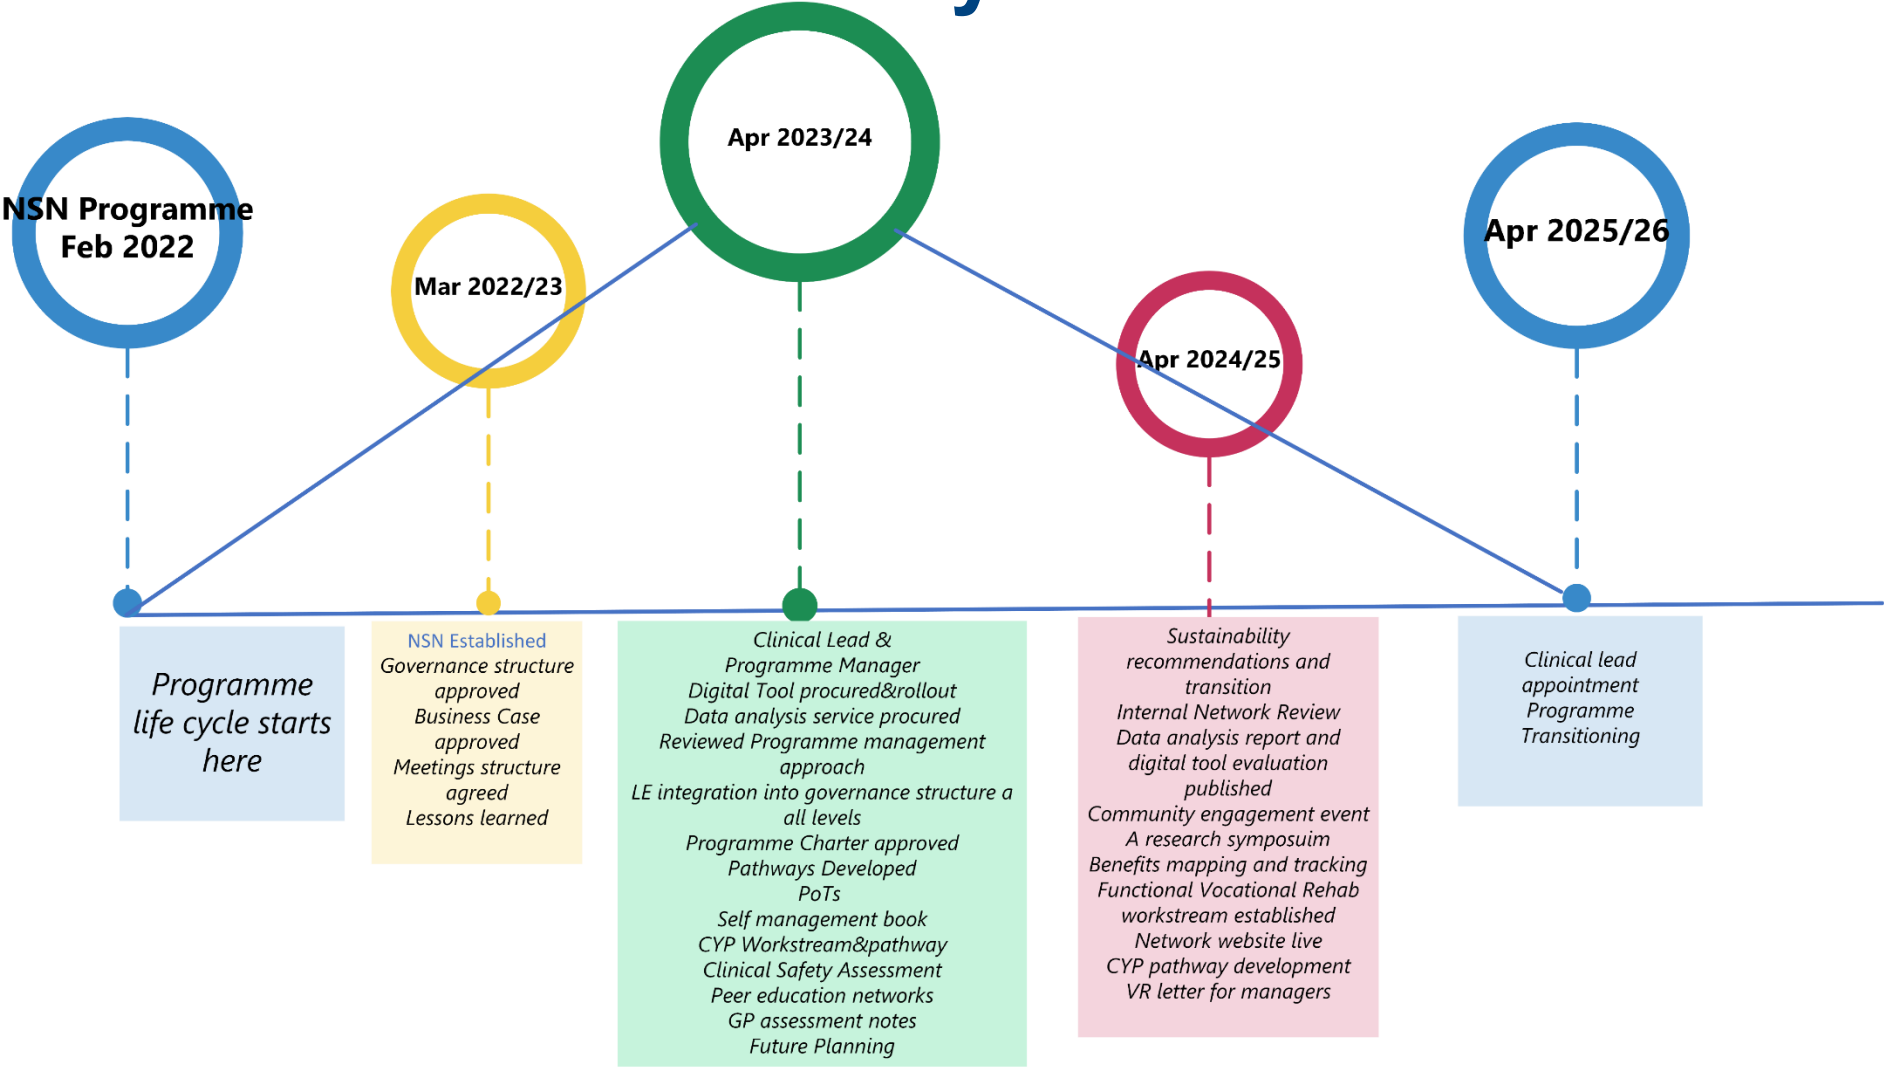 NSN Programme
Feb 2022
Mar 2022/23
Apr 2023/24
Apr 2024/25
Apr 2025/26
Programme
life cycle starts
here
NSN Established
Governance structure
approved
Business Case
approved
Meetings structure
agreed
Lessons learned
Clinical Lead &
Programme Manager
Digital Tool procured&rollout
Data analysis service procured
Reviewed Programme management
approach
LE integration into governance structure a
all levels
Programme Charter approved
Pathways Developed
PoTs
Self management book
CYP Workstream&pathway
Clinical Safety Assessment
Peer education networks
GP assessment notes
Future Planning
Sustainability
recommendations and
transition
Internal Network Review
Data analysis report and
digital tool evaluation
published
Community engagement event
A research symposuim
Benefits mapping and tracking
Functional Vocational Rehab
workstream established
Network website live
CYP pathway development
VR letter for managers
Clinical lead
appointment
Programme
Transitioning